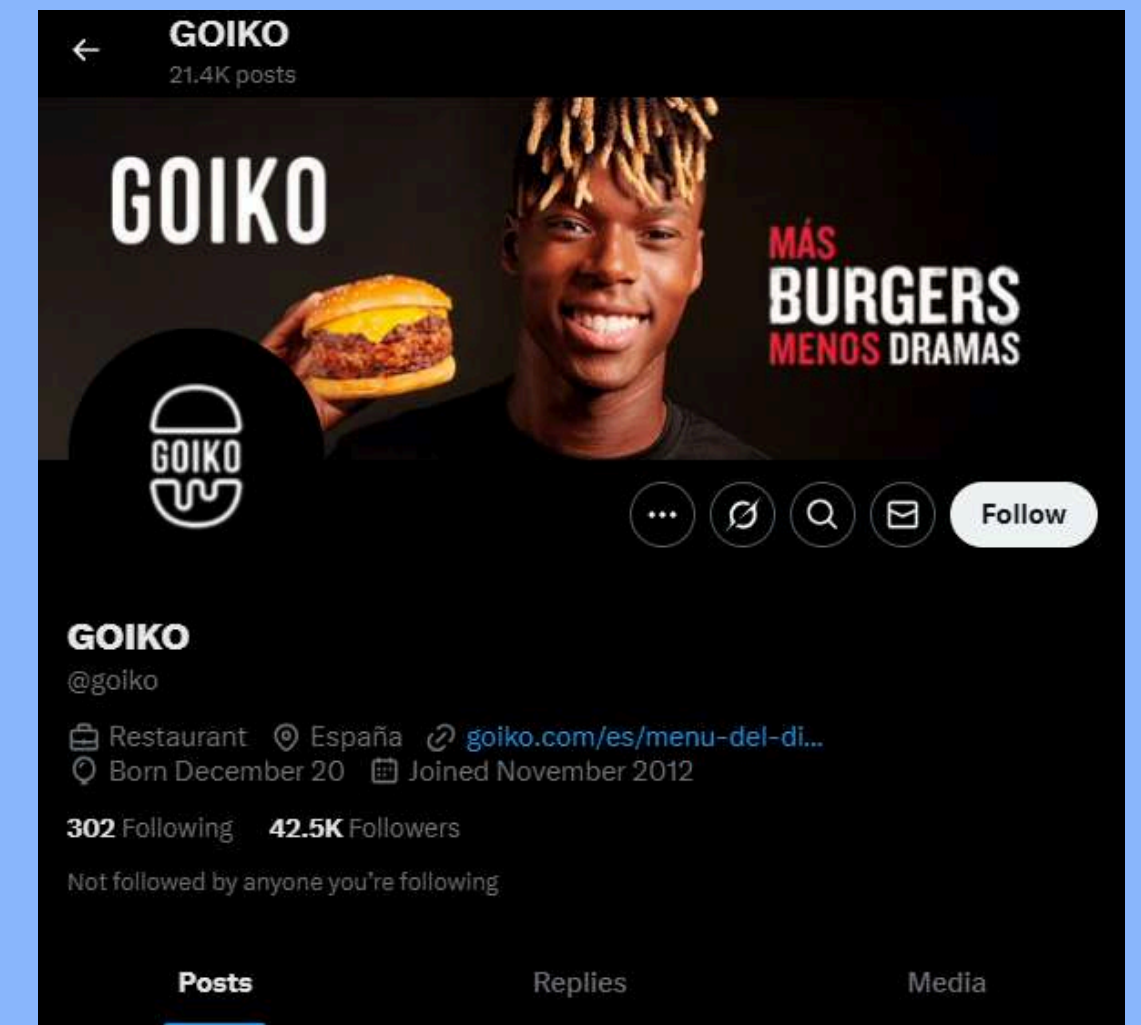 GOIKO
21.4K posts
GOIKO
MÁS
BURGERS
MENOS DRAMAS
GOIKO
Follow
GOIKO
@goiko
Restaurant España goiko.com/es/menu-del-di...
Born December 20 Joined November 2012
302 Following 42.5K Followers
Not followed by anyone you're following
Posts Replies Media